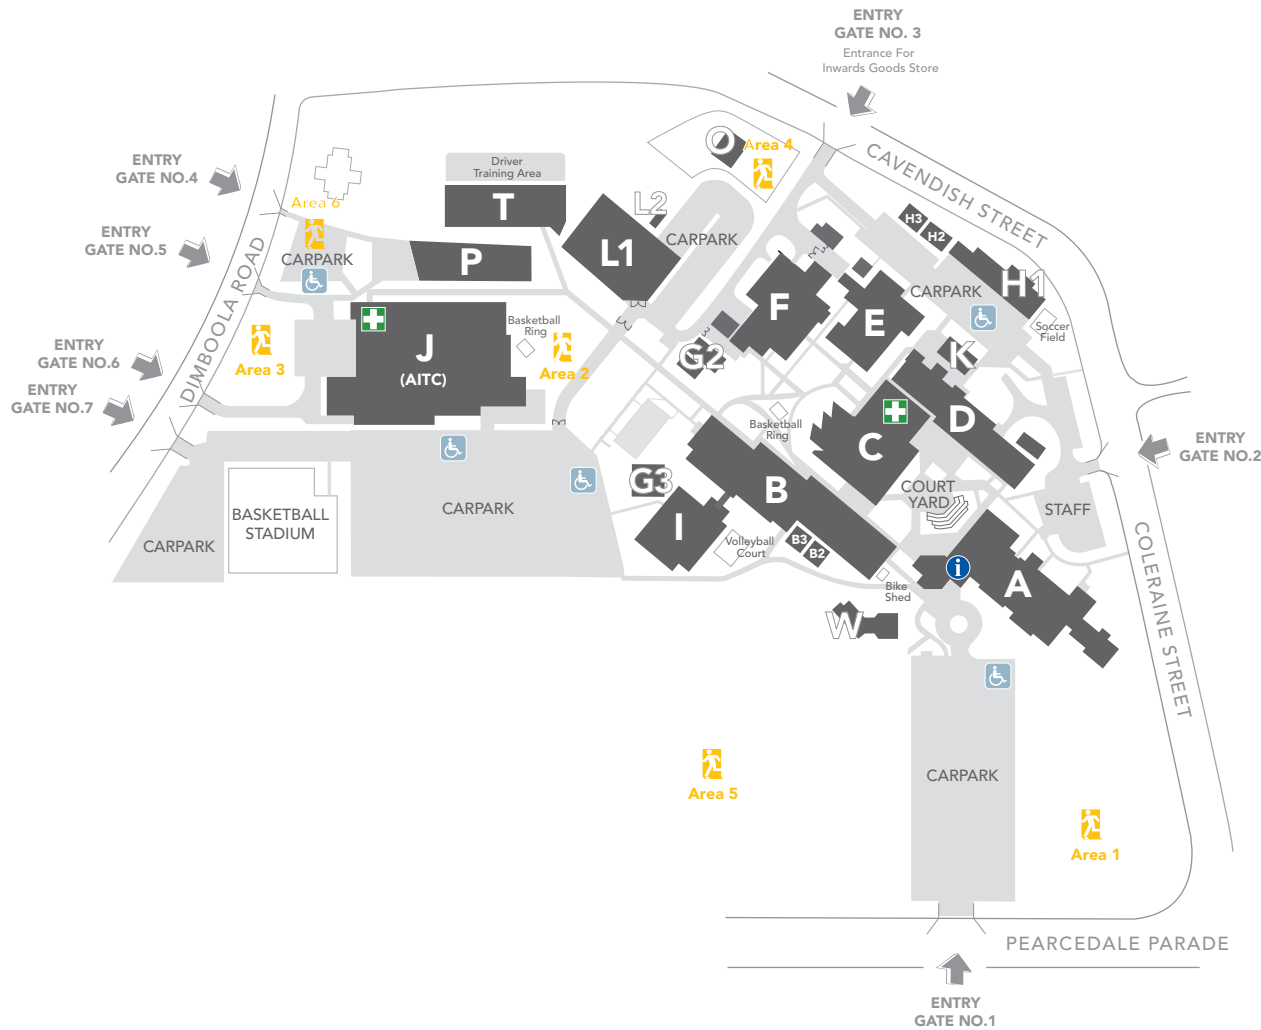 ENTRY
GATE NO. 3
Entrance For
Inwards Goods Store
CAVENDISH STREET
ENTRY
GATE NO.4
ENTRY
GATE NO.5
ENTRY
GATE NO.6
ENTRY
GATE NO.7
DIMBOOLA ROAD
Area 6
CARPARK
Driver
Training Area
T
P
L1
L2
CARPARK
O
Area 4
H3
H2
H1
CARPARK
Soccer
Field
F
E
K
G2
J
(AITC)
Basketball
Ring
Area 2
Area 3
Basketball
Ring
C
D
ENTRY
GATE NO.2
COURT
YARD
STAFF
B
G3
I
Volleyball
Court
B3
B2
CARPARK
BASKETBALL
STADIUM
CARPARK
i
A
Bike
Shed
W
COLERAINE STREET
Area 5
CARPARK
Area 1
PEARCEDALE PARADE
ENTRY
GATE NO.1